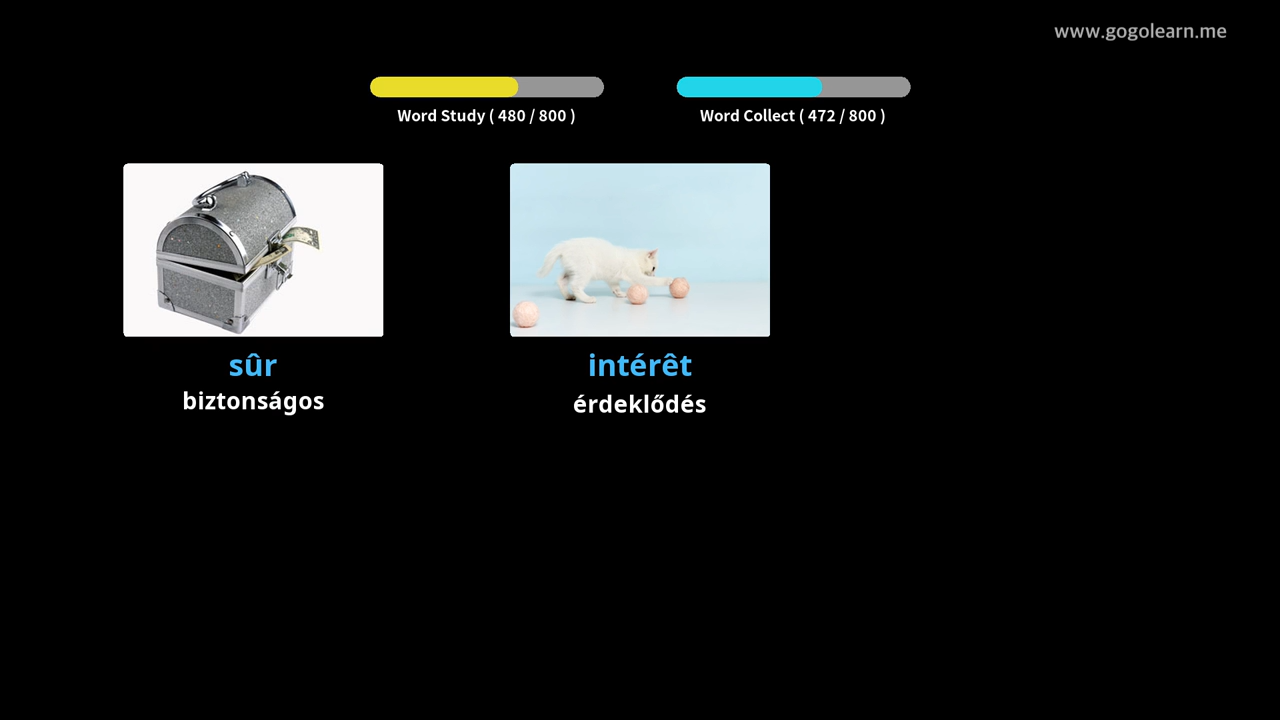 www.gogolearn.me
Word Study ( 480 / 800 )
Word Collect ( 472 / 800 )
sûr
biztonságos
intérêt
érdeklődés